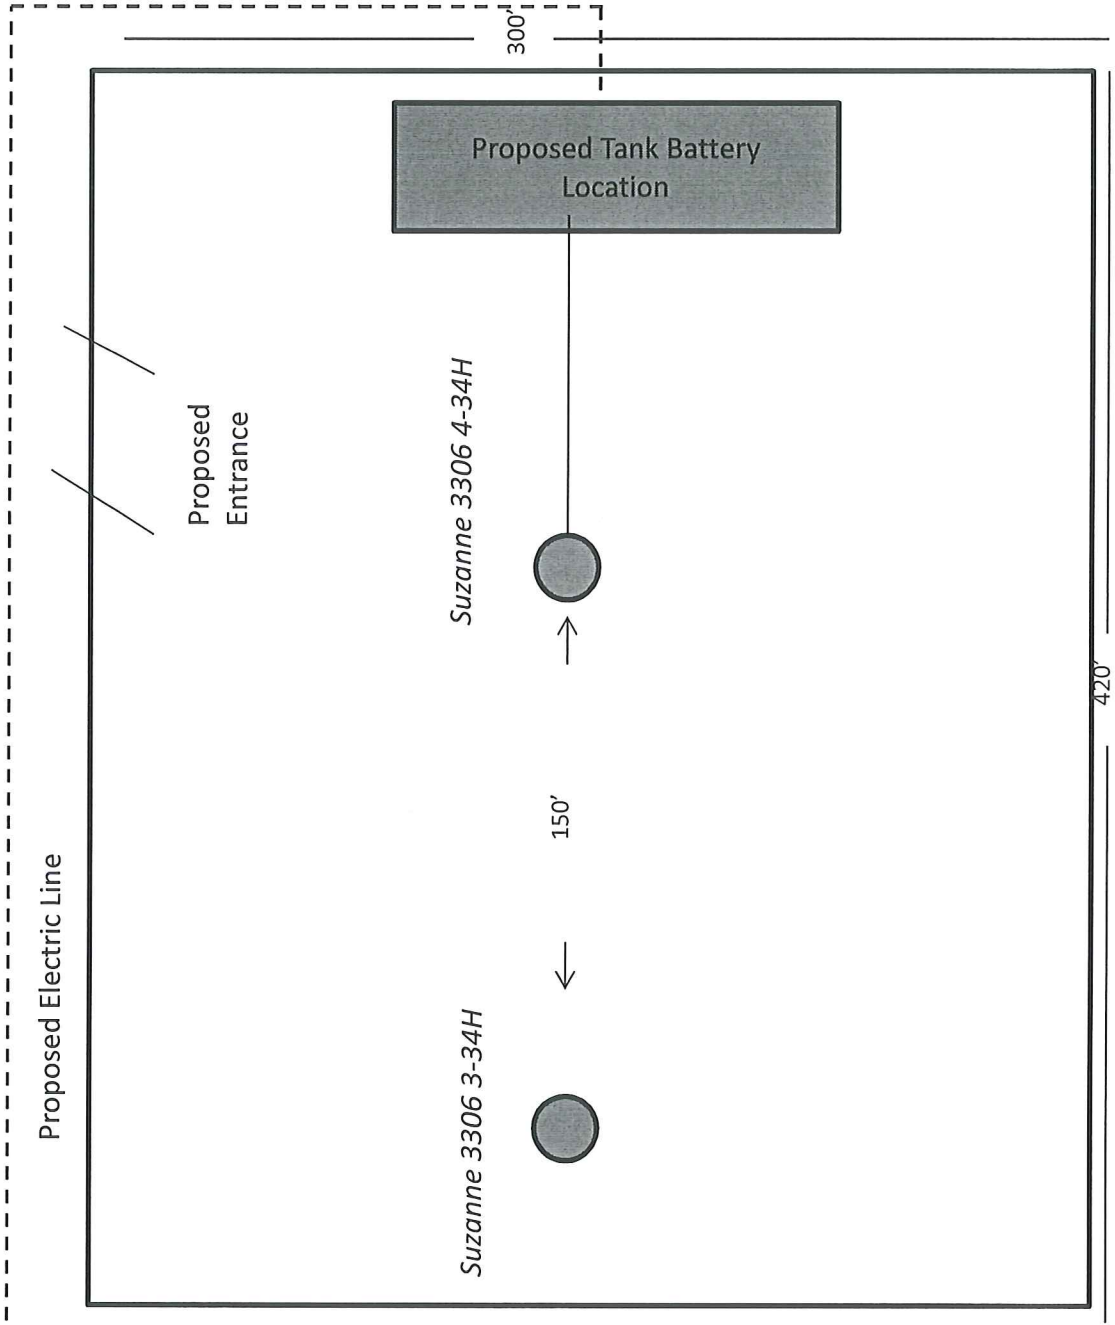 300'
Proposed Tank Battery
Location
Proposed
Entrance
Suzanne 3306 4-34H
420'
150'
Proposed Electric Line
Suzanne 3306 3-34H